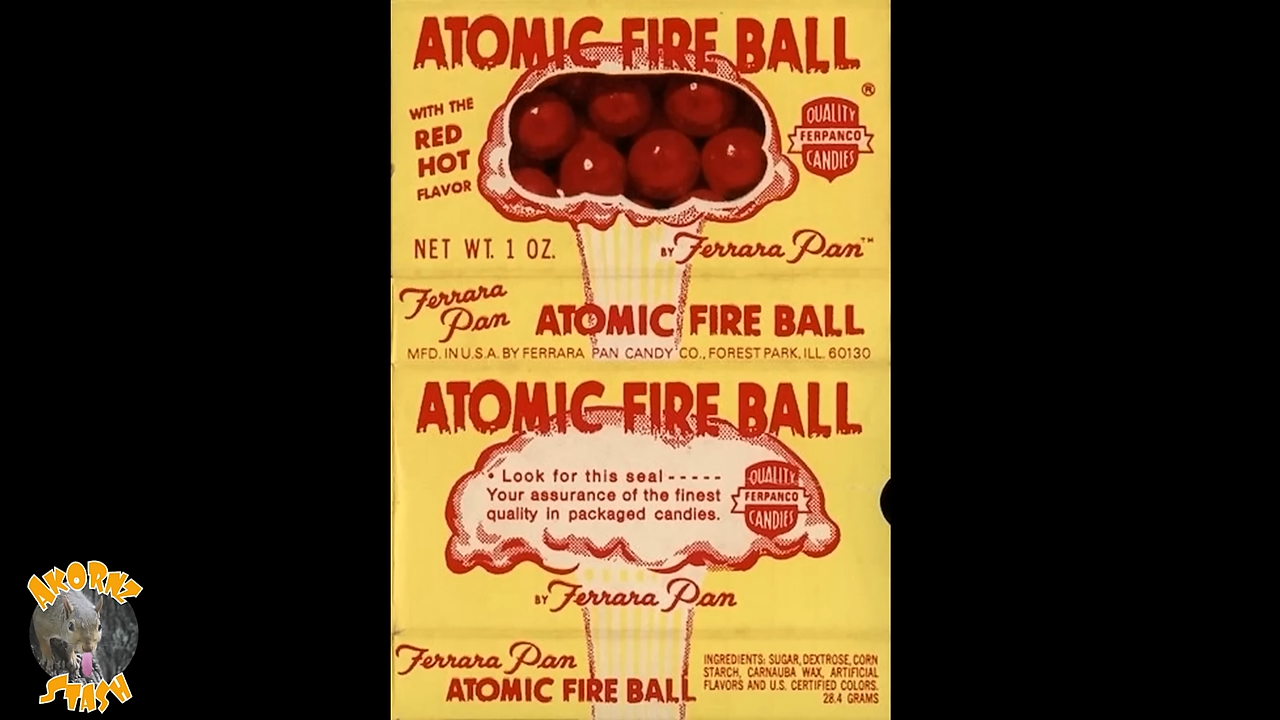 ATOMIC FIRE BALL
®
WITH THE
RED
HOT
FLAVOR
QUALITY
FERPANCO
CANDIES
NET WT. 1 OZ.
BY Ferrara Pan™
Ferrara
Pan
ATOMIC FIRE BALL
MFD. IN U.S.A. BY FERRARA PAN CANDY CO., FOREST PARK, ILL. 60130
ATOMIC FIRE BALL
• Look for this seal -----
Your assurance of the finest
quality in packaged candies.
QUALITY
FERPANCO
CANDIES
BY Ferrara Pan
Ferrara Pan
ATOMIC FIRE BALL
INGREDIENTS: SUGAR, DEXTROSE, CORN
STARCH, CARNAUBA WAX, ARTIFICIAL
FLAVORS AND U.S. CERTIFIED COLORS.
28.4 GRAMS
AKORNZ
STASH